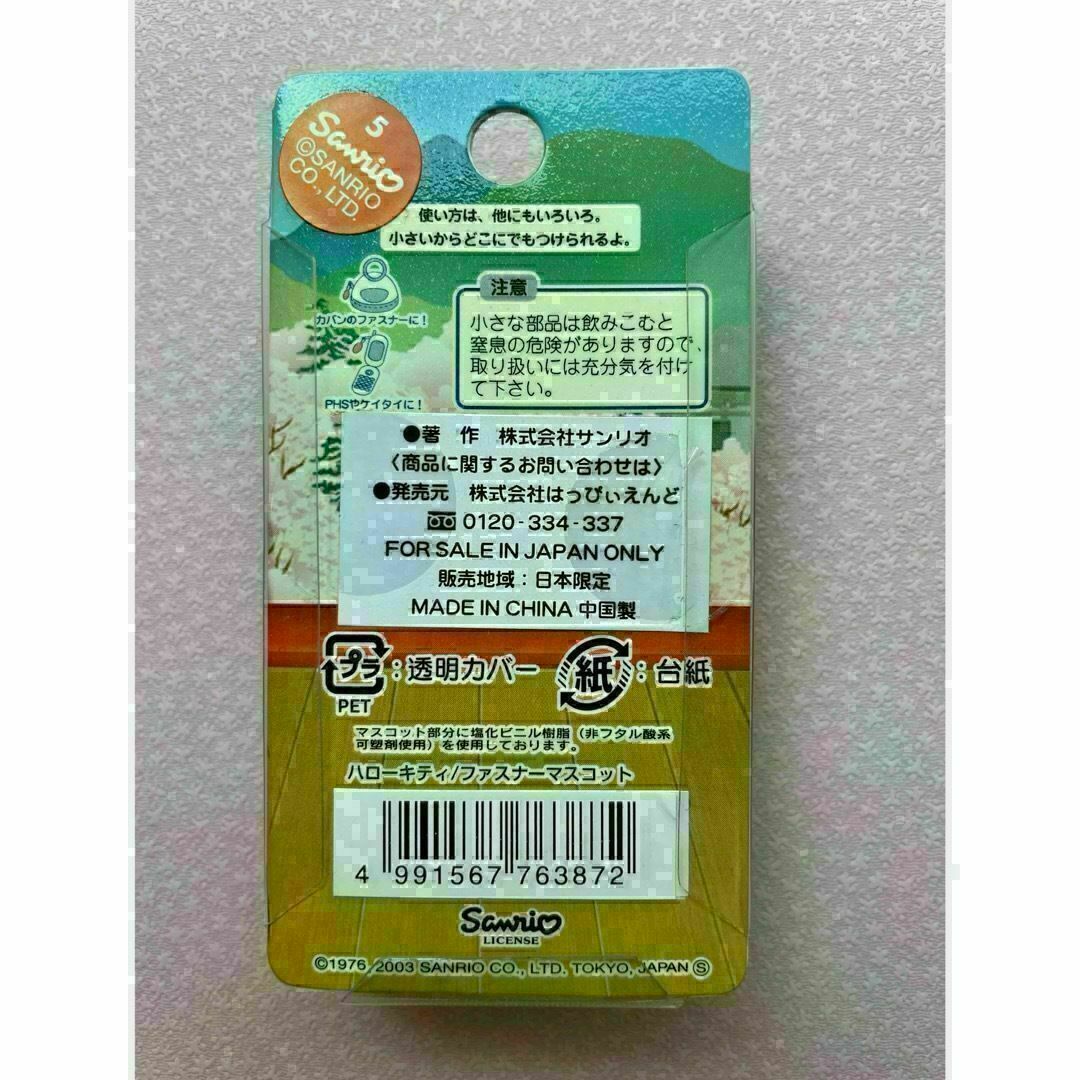 5
Sanrio
©SANRIO
CO., LTD.
使い方は、他にもいろいろ。
小さいからどこにでもつけられるよ。
カバンのファスナーに!
PHSやケイタイに!
注意
小さな部品は飲みこむと
窒息の危険がありますので、
取り扱いには充分気を付け
て下さい。
●著 作 株式会社サンリオ
〈商品に関するお問い合わせは〉
●発売元 株式会社はっぴぃえんど
0120-334-337
FOR SALE IN JAPAN ONLY
販売地域:日本限定
MADE IN CHINA 中国製
プラ:透明カバー
PET
紙:台紙
マスコット部分に塩化ビニル樹脂(非フタル酸系
可塑剤使用)を使用しております。
ハローキティ/ファスナーマスコット
4 991567 763872
Sanrio
LICENSE
©1976, 2003 SANRIO CO., LTD. TOKYO, JAPAN Ⓢ